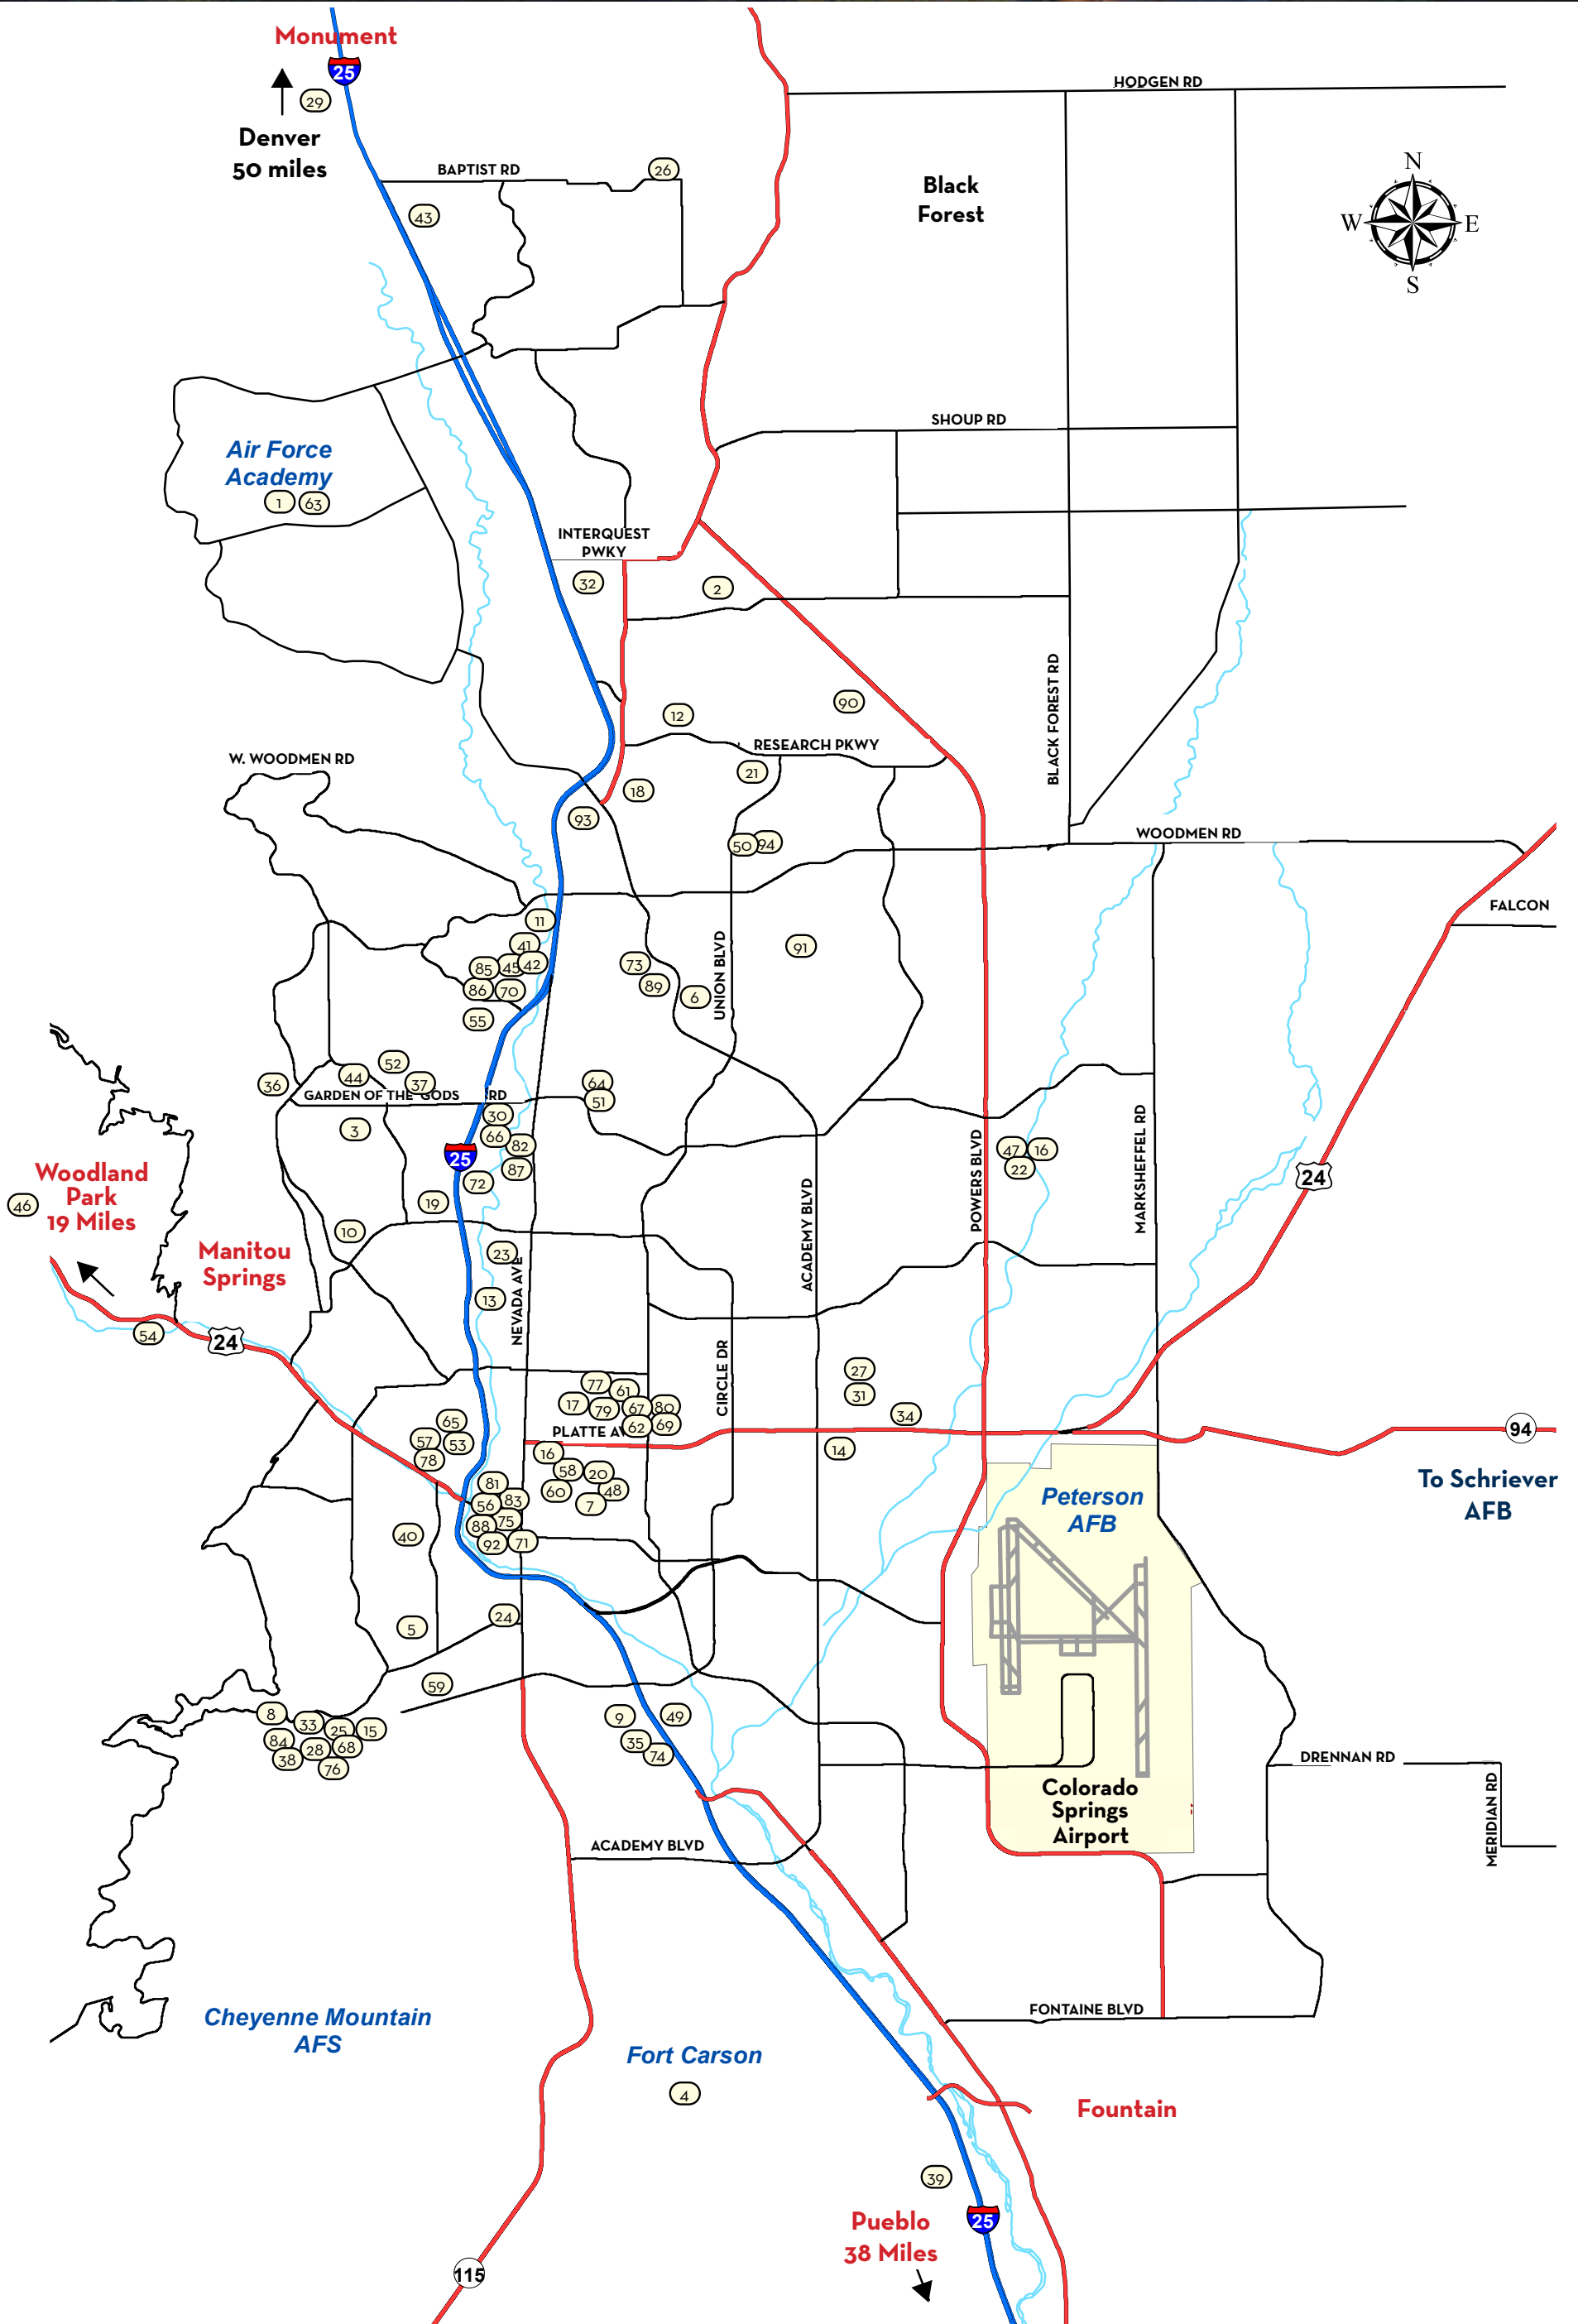 Monument
25
29
Denver
50 miles
HODGEN RD
BAPTIST RD
26
43
Black
Forest
N
W
E
S
Air Force
Academy
1
63
SHOUP RD
INTERQUEST
PWKY
32
2
BLACK FOREST RD
90
12
RESEARCH PKWY
W. WOODMEN RD
21
18
93
50
94
WOODMEN RD
FALCON
11
41
85
45
42
86
70
55
73
89
6
UNION BLVD
91
52
44
37
36
GARDEN OF THE GODS
RD
64
51
30
3
66
82
25
87
72
19
47
16
22
POWERS BLVD
MARKSHEFFEL RD
ACADEMY BLVD
24
Woodland
Park
19 Miles
46
10
Manitou
Springs
23
13
NEVADA AVE
54
24
CIRCLE DR
27
31
34
14
77
61
17
79
67
80
62
69
PLATTE AV
65
57
53
78
16
58
20
60
48
7
81
56
83
88
75
92
71
40
94
To Schriever
AFB
Peterson
AFB
5
24
59
8
33
25
15
84
28
68
38
76
9
49
35
74
DRENNAN RD
MERIDIAN RD
Colorado
Springs
Airport
ACADEMY BLVD
Cheyenne Mountain
AFS
FONTAINE BLVD
Fort Carson
4
Fountain
39
25
Pueblo
38 Miles
115